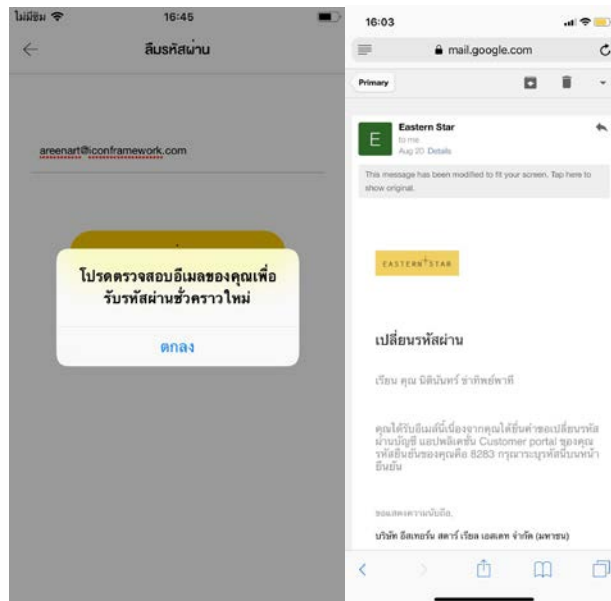 ไม่มีซิม
16:45
ลืมรหัสผ่าน
areenart@iconframework.com
โปรดตรวจสอบอีเมลของคุณเพื่อ
รับรหัสผ่านชั่วคราวใหม่
ตกลง
16:03
mail.google.com
Primary
E
Eastern Star
to me
Aug 20 Details
This message has been modified to fit your screen. Tap here to
show original.
EASTERN STAR
เปลี่ยนรหัสผ่าน
เรียน คุณ นิตินันทร์ ช่าทิพย์พาที
คุณได้รับอีเมล์นี้เนื่องจากคุณได้ยื่นคำขอเปลี่ยนรหัส
ผ่านบัญชี แอปพลิเคชั่น Customer portal ของคุณ
รหัสยืนยันของคุณคือ 8283 กรุณาระบุรหัสนี้บนหน้า
ยืนยัน
ขอแสดงความนับถือ,
บริษัท อีสเทอร์น สตาร์ เรียล เอสเตท จำกัด (มหาชน)